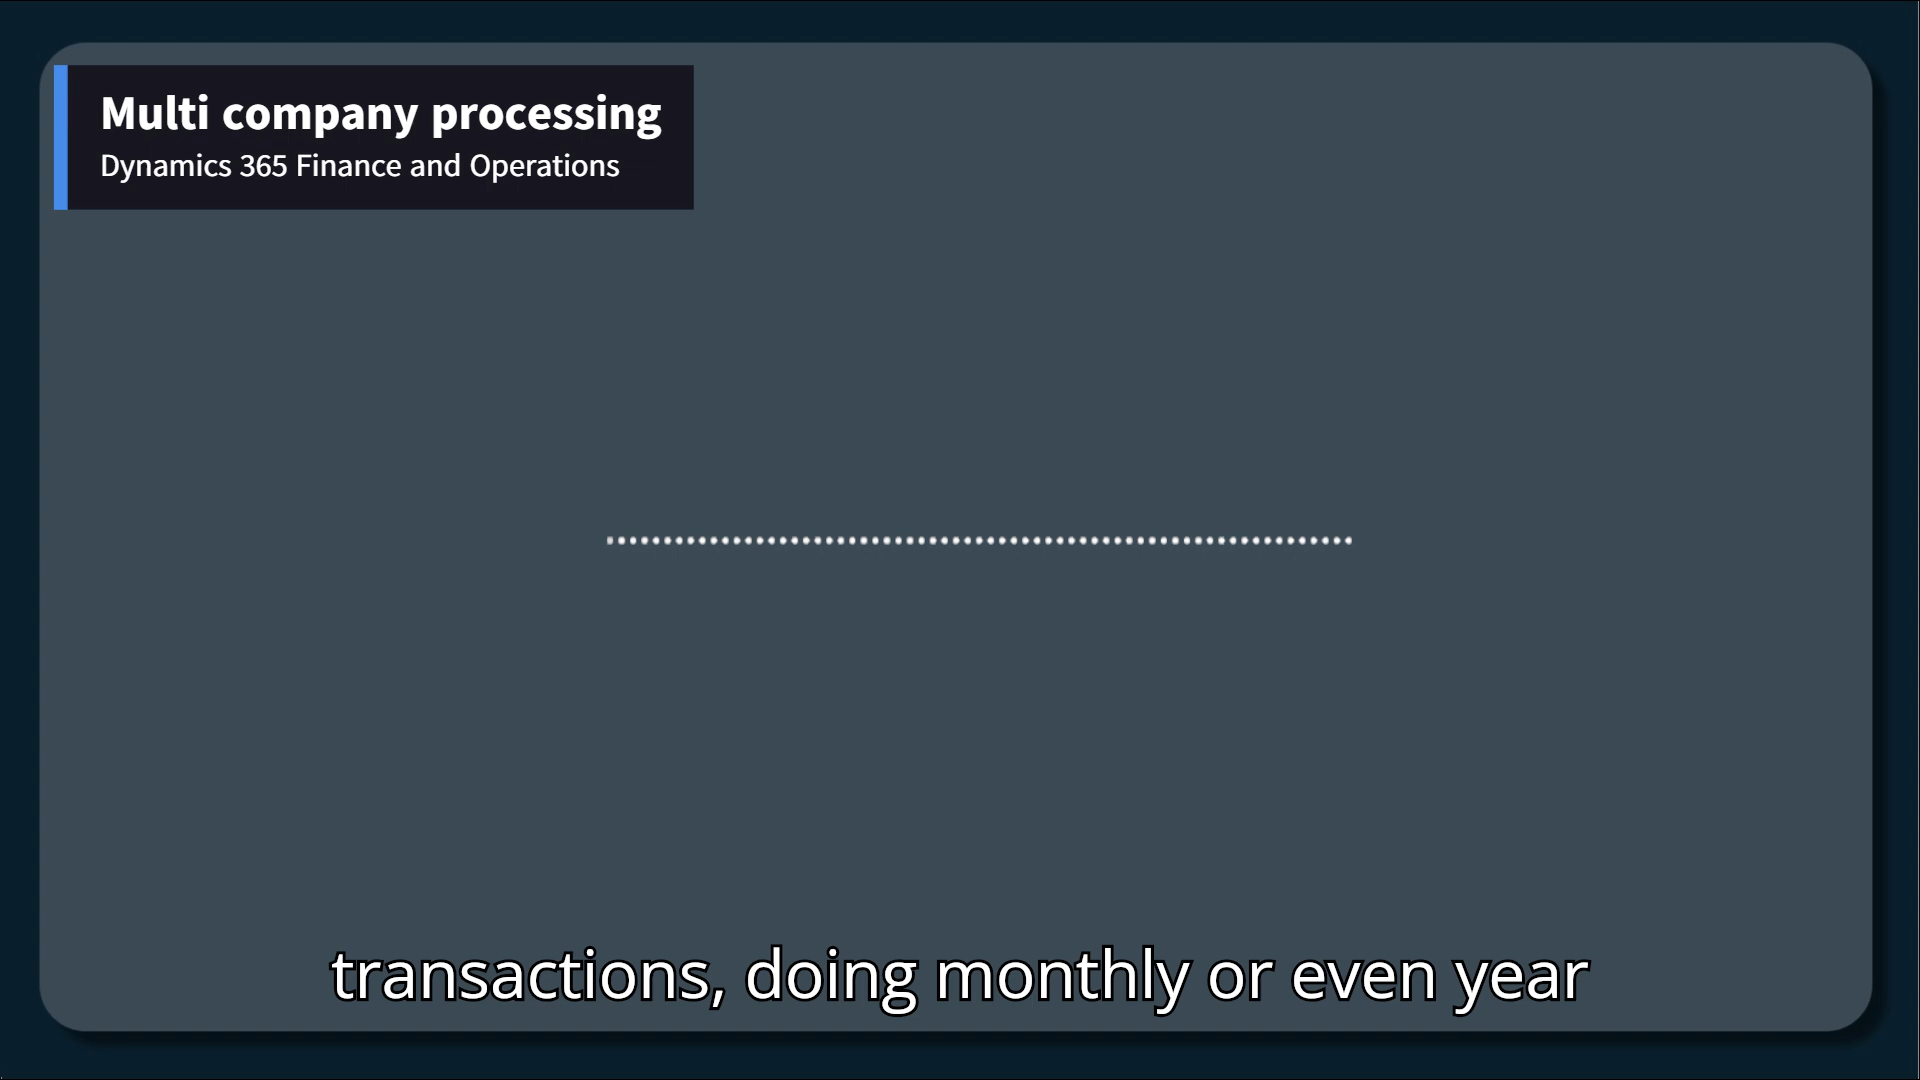 Multi company processing
Dynamics 365 Finance and Operations
transactions, doing monthly or even year